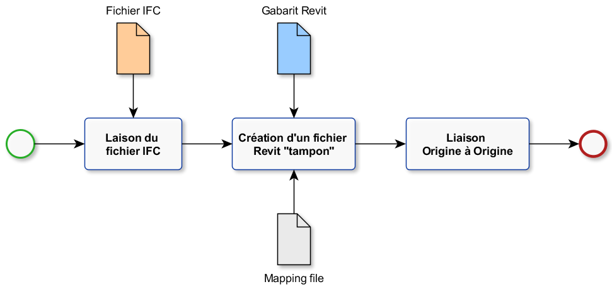 Fichier IFC
Gabarit Revit
Laison du
fichier IFC
Création d'un fichier
Revit "tampon"
Liaison
Origine à Origine
Mapping file